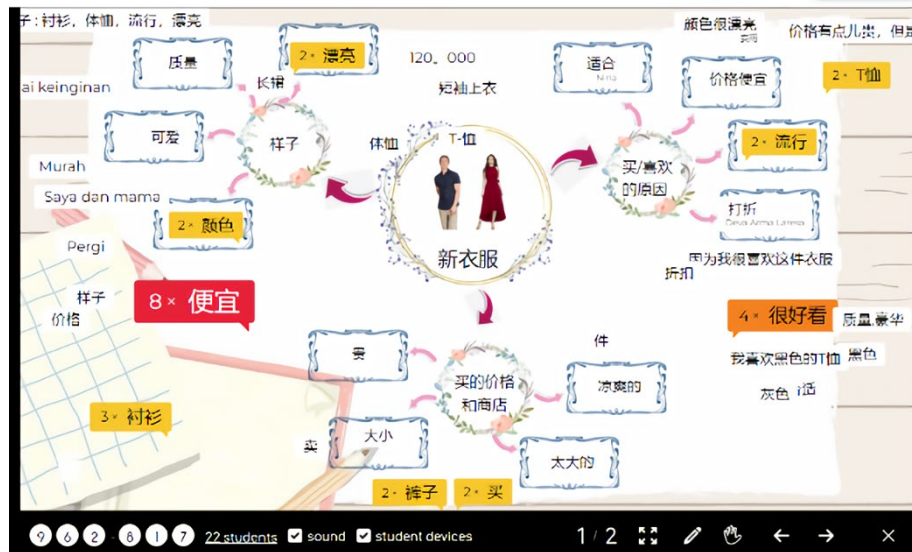 子：衬衫，体恤，流行，漂亮
质量
2× 漂亮
120。000
短袖上衣
颜色很漂亮
价格有点儿贵，但是
适合
Nina
价格便宜
2× T恤
ai keinginan
长裙
可爱
样子
体恤
T-恤
买/喜欢
的原因
2× 流行
Murah
Saya dan mama
2× 颜色
打折
新衣服
Pergi
因为我很喜欢这件衣服
折扣
样子
价格
8× 便宜
4× 很好看
质量,豪华
我喜欢黑色的T恤
黑色
灰色
贵
买的价格
和商店
件
凉爽的
3× 衬衫
卖
大小
太大的
2× 裤子
2× 买
962-817
22 students
sound
student devices
1/2